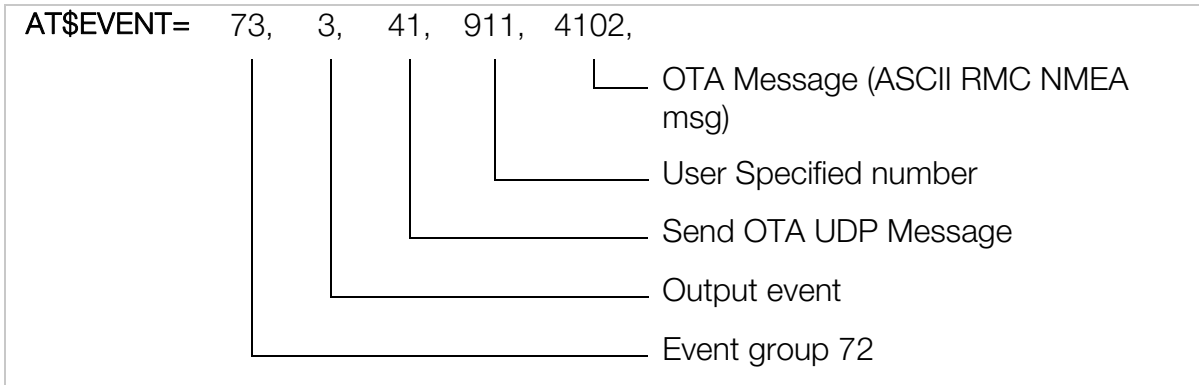 AT$EVENT= 73, 3, 41, 911, 4102,
OTA Message (ASCII RMC NMEA
msg)
User Specified number
Send OTA UDP Message
Output event
Event group 72